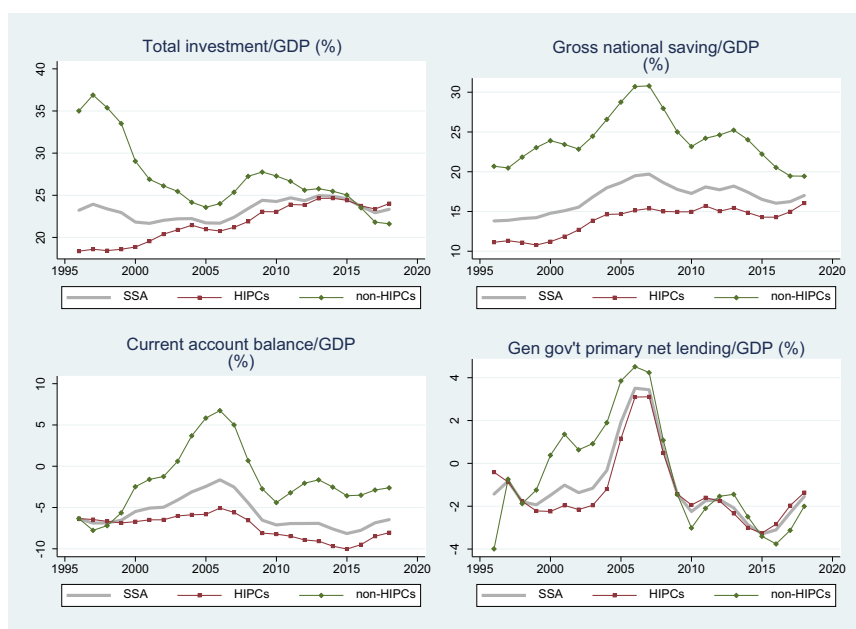 Total investment/GDP (%)
40
35
30
25
20
1995 2000 2005 2010 2015 2020
SSA HIPCs non-HIPCs
Gross national saving/GDP
(%)
30
25
20
15
10
1995 2000 2005 2010 2015 2020
SSA HIPCs non-HIPCs
Current account balance/GDP
(%)
10
5
0
-5
-10
1995 2000 2005 2010 2015 2020
SSA HIPCs non-HIPCs
Gen gov't primary net lending/GDP (%)
4
2
0
-2
-4
1995 2000 2005 2010 2015 2020
SSA HIPCs non-HIPCs